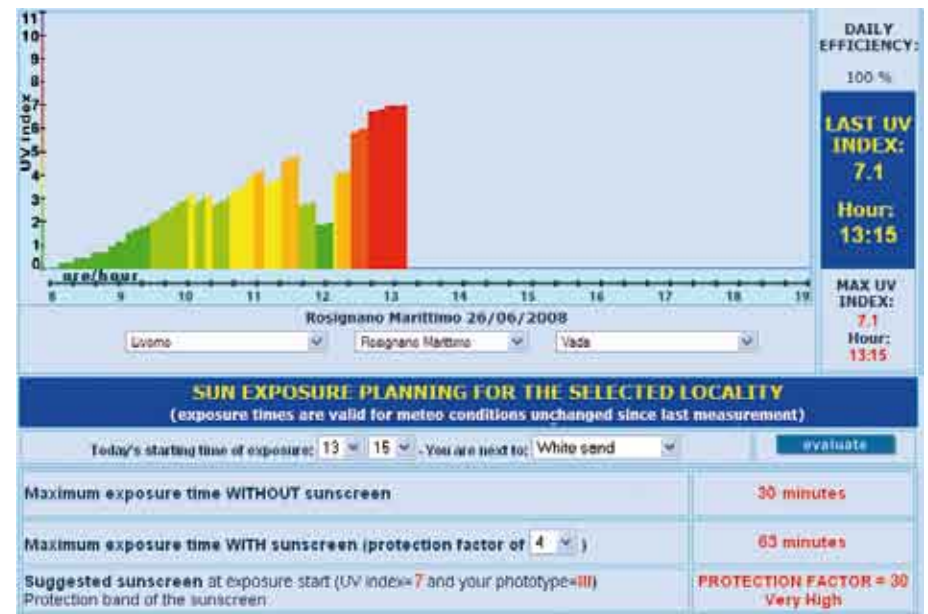 11
10
9
8
7
6
5
4
3
2
1
0
UV index
ore/hour
8 9 10 11 12 13 14 15 16 17 18 19
Rosignano Marittimo 26/06/2008
Livorno
Rosignano Marittimo
Vada
DAILY
EFFICIENCY:
100 %
LAST UV
INDEX:
7.1
Hour:
13:15
MAX UV
INDEX:
7.1
Hour:
13:15
SUN EXPOSURE PLANNING FOR THE SELECTED LOCALITY
(exposure times are valid for meteo conditions unchanged since last measurement)
Today's starting time of exposure: 13 15 - You are next to: White sand
evaluate
Maximum exposure time WITHOUT sunscreen
30 minutes
Maximum exposure time WITH sunscreen (protection factor of 4 )
63 minutes
Suggested sunscreen at exposure start (UV index=7 and your phototype=III)
Protection band of the sunscreen
PROTECTION FACTOR = 30
Very High